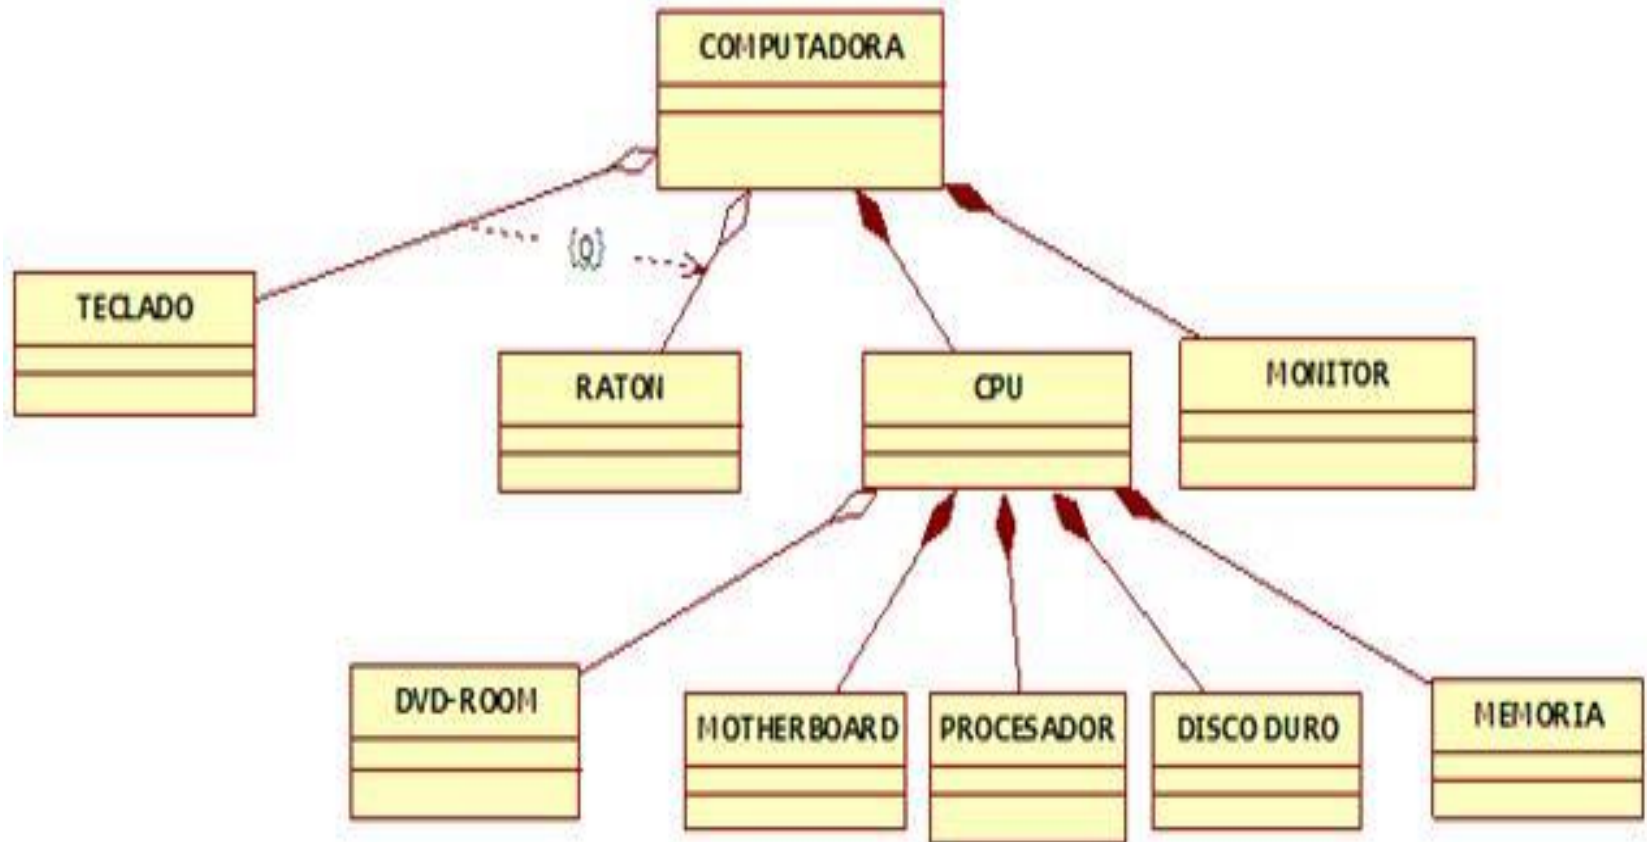 COMPUTADORA
{O}
TECLADO
RATON
CPU
MONITOR
DVD-ROOM
MOTHERBOARD
PROCESADOR
DISCO DURO
MEMORIA